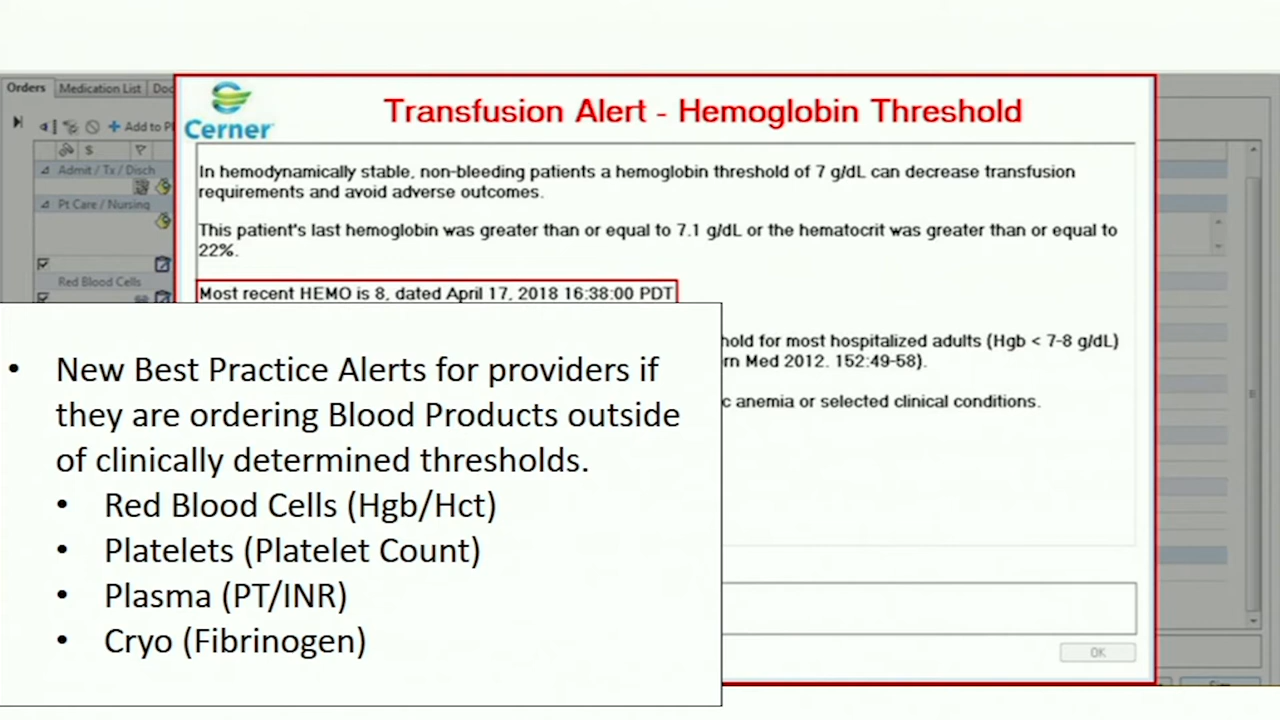 Orders
Medication List
Doc
Add to Ph
$
Admit / Tx / Disch
Pt Care / Nursing
Red Blood Cells
Cerner
Transfusion Alert - Hemoglobin Threshold
In hemodynamically stable, non-bleeding patients a hemoglobin threshold of 7 g/dL can decrease transfusion
requirements and avoid adverse outcomes.
This patient's last hemoglobin was greater than or equal to 7.1 g/dL or the hematocrit was greater than or equal to
22%.
Most recent HEMO is 8, dated April 17, 2018 16:38:00 PDT
hold for most hospitalized adults (Hgb < 7-8 g/dL)
rn Med 2012. 152:49-58).
c anemia or selected clinical conditions.
OK
• New Best Practice Alerts for providers if
they are ordering Blood Products outside
of clinically determined thresholds.
• Red Blood Cells (Hgb/Hct)
• Platelets (Platelet Count)
• Plasma (PT/INR)
• Cryo (Fibrinogen)